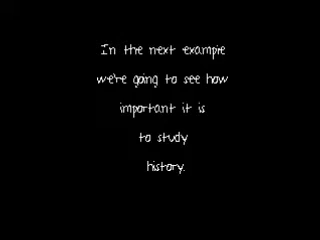 In the next example
we're going to see how
important it is
to study
history.